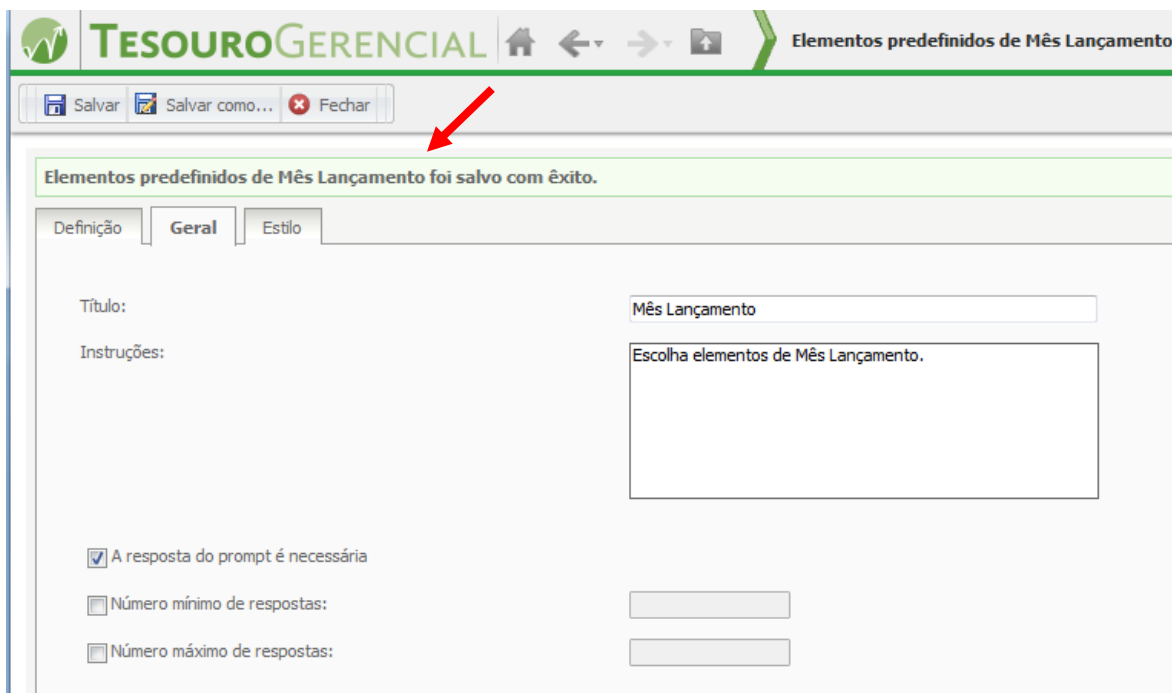 TESOUROGERENCIAL
Elementos predefinidos de Mês Lançamento
Salvar Salvar como... Fechar
Elementos predefinidos de Mês Lançamento foi salvo com êxito.
Definição Geral Estilo
Título: Mês Lançamento
Instruções: Escolha elementos de Mês Lançamento.
A resposta do prompt é necessária
Número mínimo de respostas:
Número máximo de respostas: